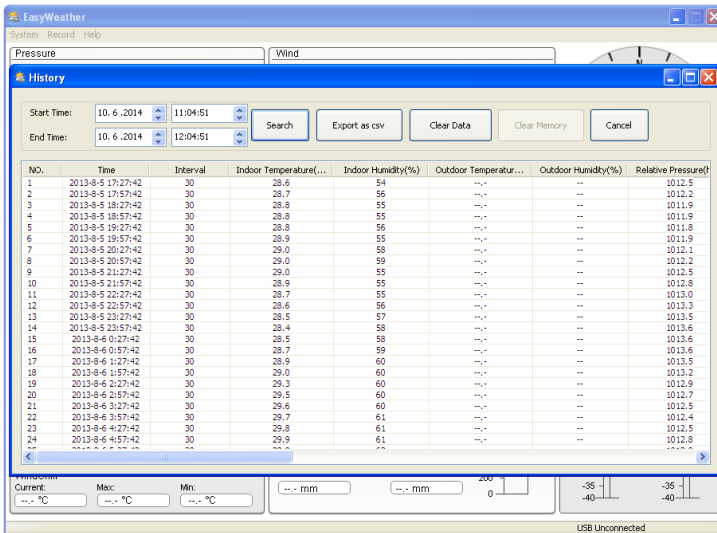 EasyWeather
System Record Help
Pressure Wind
N
History
Start Time: 10. 6 .2014 11:04:51
End Time: 10. 6 .2014 12:04:51
Search Export as csv Clear Data Clear Memory Cancel
NO. Time Interval Indoor Temperature(... Indoor Humidity(%) Outdoor Temperatur... Outdoor Humidity(%) Relative Pressure(h
1 2013-8-5 17:27:42 30 28.6 54 --.- -- 1012.5
2 2013-8-5 17:57:42 30 28.7 56 --.- -- 1012.2
3 2013-8-5 18:27:42 30 28.8 55 --.- -- 1011.9
4 2013-8-5 18:57:42 30 28.8 55 --.- -- 1011.9
5 2013-8-5 19:27:42 30 28.8 56 --.- -- 1011.8
6 2013-8-5 19:57:42 30 28.9 55 --.- -- 1011.9
7 2013-8-5 20:27:42 30 29.0 58 --.- -- 1012.1
8 2013-8-5 20:57:42 30 29.0 59 --.- -- 1012.2
9 2013-8-5 21:27:42 30 29.0 55 --.- -- 1012.5
10 2013-8-5 21:57:42 30 28.9 55 --.- -- 1012.8
11 2013-8-5 22:27:42 30 28.7 55 --.- -- 1013.0
12 2013-8-5 22:57:42 30 28.6 56 --.- -- 1013.3
13 2013-8-5 23:27:42 30 28.5 57 --.- -- 1013.5
14 2013-8-5 23:57:42 30 28.4 58 --.- -- 1013.6
15 2013-8-6 0:27:42 30 28.5 58 --.- -- 1013.6
16 2013-8-6 0:57:42 30 28.7 59 --.- -- 1013.6
17 2013-8-6 1:27:42 30 28.9 60 --.- -- 1013.5
18 2013-8-6 1:57:42 30 29.0 60 --.- -- 1013.2
19 2013-8-6 2:27:42 30 29.3 60 --.- -- 1012.9
20 2013-8-6 2:57:42 30 29.5 60 --.- -- 1012.7
21 2013-8-6 3:27:42 30 29.6 60 --.- -- 1012.5
22 2013-8-6 3:57:42 30 29.7 61 --.- -- 1012.4
23 2013-8-6 4:27:42 30 29.8 61 --.- -- 1012.5
24 2013-8-6 4:57:42 30 29.9 61 --.- -- 1012.8
Current: Max: Min:
--.- °C --.- °C --.- °C --.- mm --.- mm 0 -35 -35
-40 -40
USB Unconnected